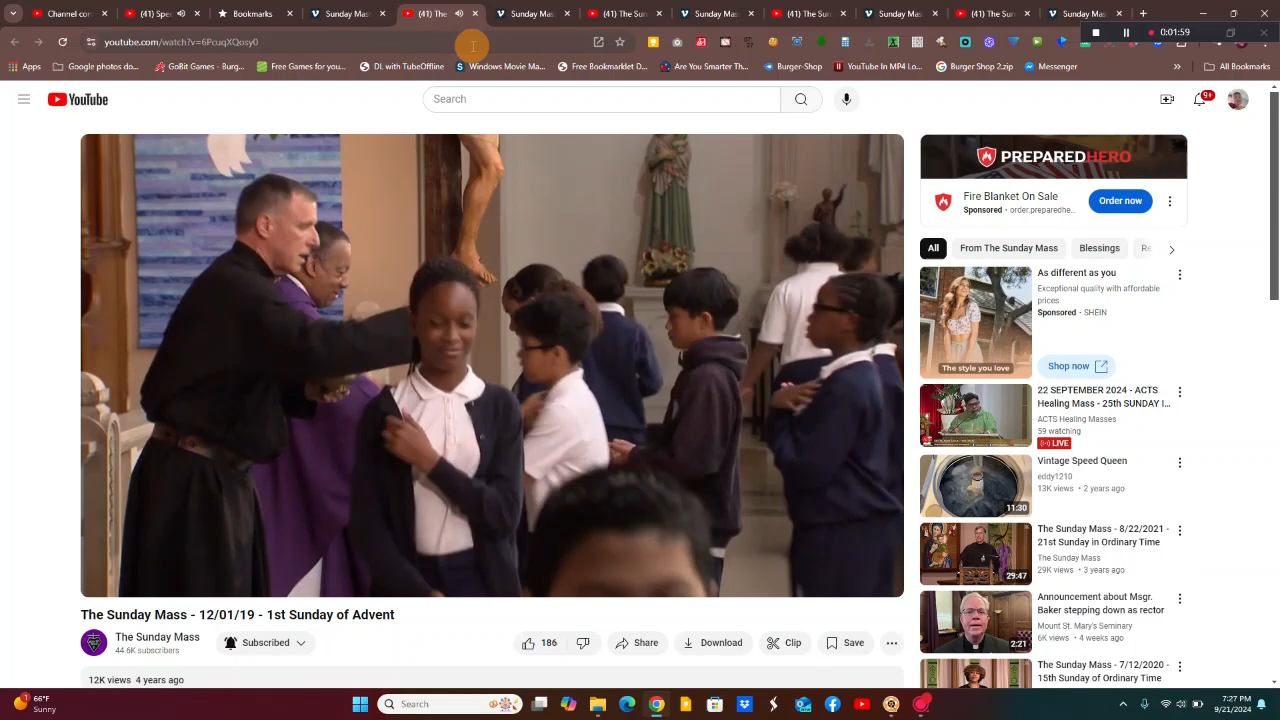 (41) The
(41) Spee
Bookmarks
Sunday Mas
(41) The
Sunday Mas
(41) The Sun
Sunday Mas
(41) The Sun
Sunday Mas
(41) The Sun
Sunday Mas
00:01:59
youtube.com/watch?v=6PcuqXQosy0
Apps
Google photos do...
GoBit Games - Burg...
Free Games for you...
DL with TubeOffline
Windows Movie Ma...
Free Bookmarklet D...
Are You Smarter Th...
Burger-Shop
YouTube In MP4 Lo...
Burger Shop 2.zip
Messenger
All Bookmarks
YouTube
Search
9+
PREPAREDHERO
Fire Blanket On Sale
Sponsored · order.preparedhe...
Order now
All
From The Sunday Mass
Blessings
Re
As different as you
Exceptional quality with affordable
prices
Sponsored · SHEIN
The style you love
Shop now
22 SEPTEMBER 2024 - ACTS
Healing Mass - 25th SUNDAY I...
ACTS Healing Masses
59 watching
LIVE
Vintage Speed Queen
eddy1210
13K views • 2 years ago
11:30
The Sunday Mass - 8/22/2021 -
21st Sunday in Ordinary Time
The Sunday Mass
29K views • 3 years ago
29:47
Announcement about Msgr.
Baker stepping down as rector
Mount St. Mary's Seminary
6K views • 4 weeks ago
2:21
The Sunday Mass - 7/12/2020 -
15th Sunday of Ordinary Time
The Sunday Mass - 12/01/19 - 1st Sunday of Advent
The Sunday Mass
44.6K subscribers
Subscribed
Share
Download
Clip
Save
12K views 4 years ago
66°F
Sunny
Search
7:27 PM
9/21/2024